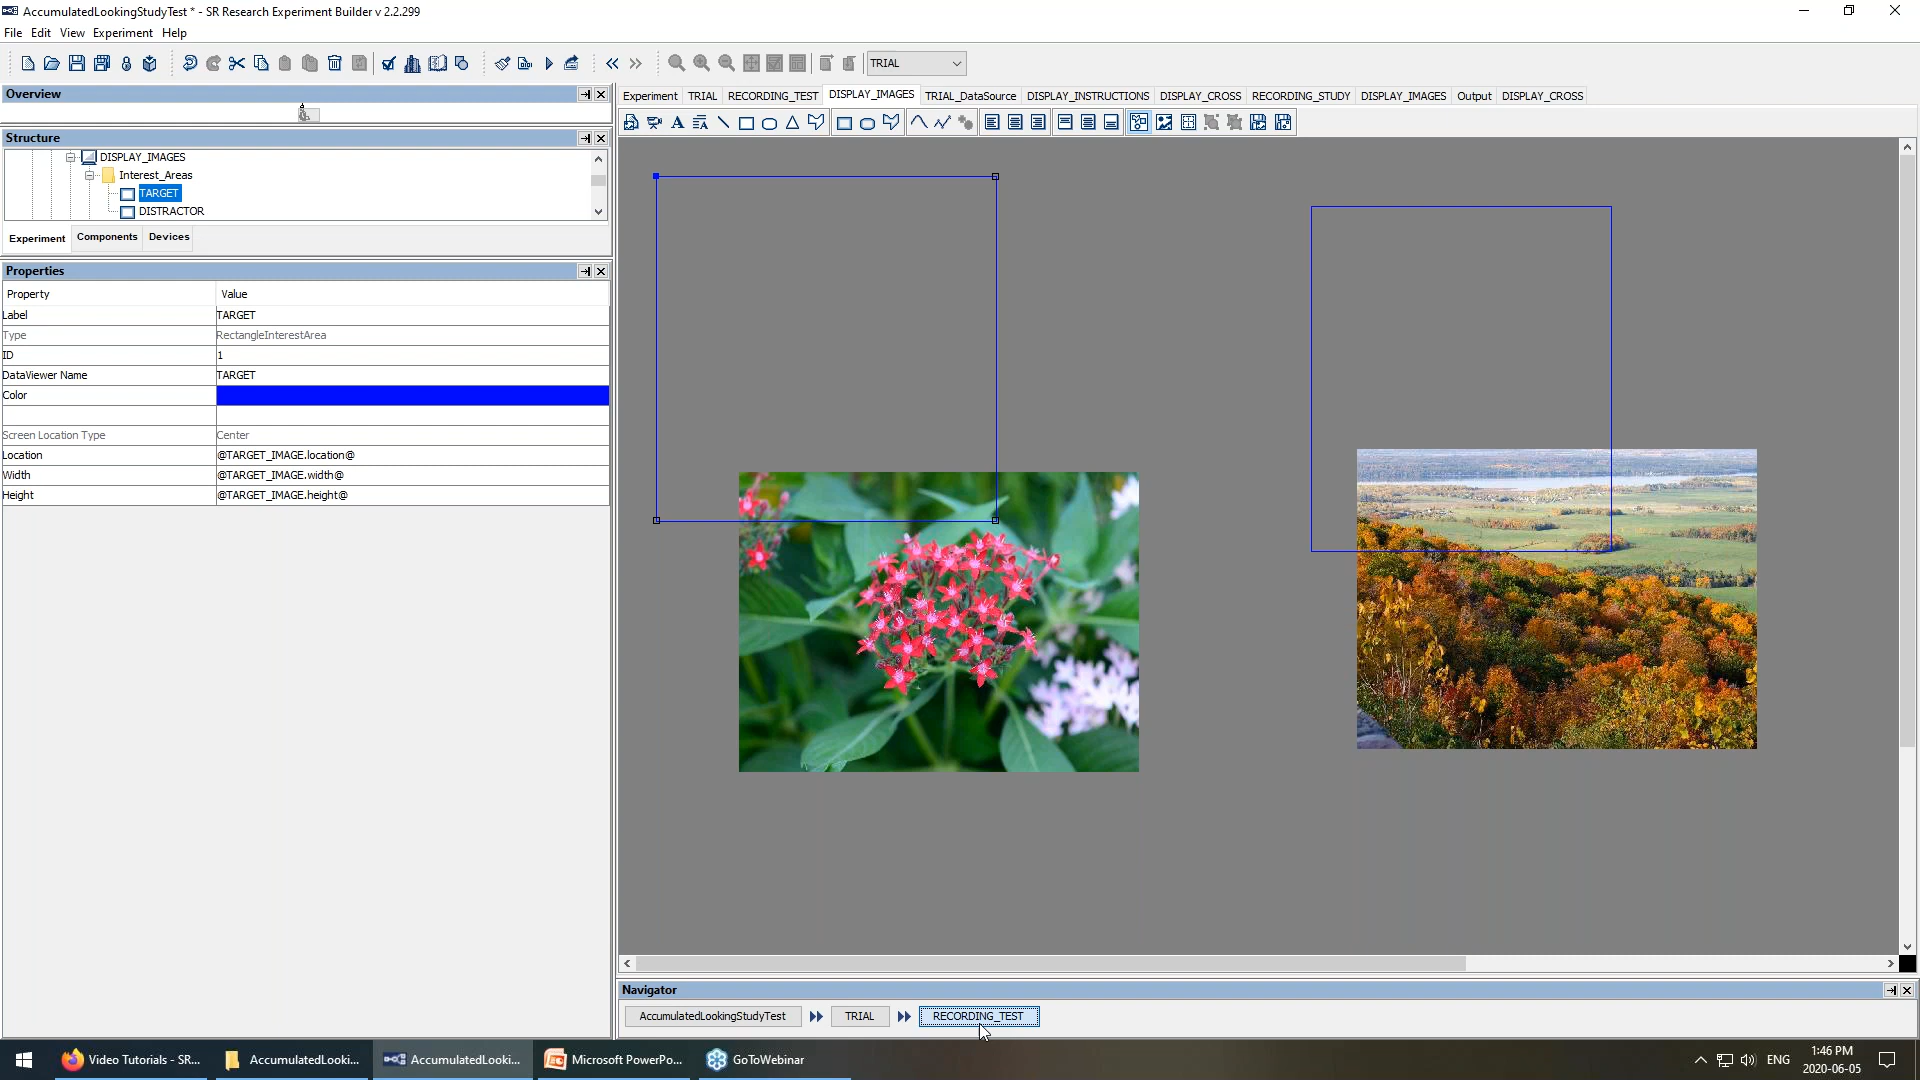 AccumulatedLookingStudyTest * - SR Research Experiment Builder v 2.2.299
File Edit View Experiment Help
TRIAL
Overview
Experiment TRIAL RECORDING_TEST DISPLAY_IMAGES TRIAL_DataSource DISPLAY_INSTRUCTIONS DISPLAY_CROSS RECORDING_STUDY DISPLAY_IMAGES Output DISPLAY_CROSS
Structure
DISPLAY_IMAGES
Interest_Areas
TARGET
DISTRACTOR
Experiment Components Devices
Properties
Property Value
Label TARGET
Type RectangleInterestArea
ID 1
DataViewer Name TARGET
Color
Screen Location Type Center
Location @TARGET_IMAGE.location@
Width @TARGET_IMAGE.width@
Height @TARGET_IMAGE.height@
Navigator
AccumulatedLookingStudyTest TRIAL RECORDING_TEST
Video Tutorials - SR... AccumulatedLooki... AccumulatedLooki... Microsoft PowerPo... GoToWebinar ENG 1:46 PM
2020-06-05